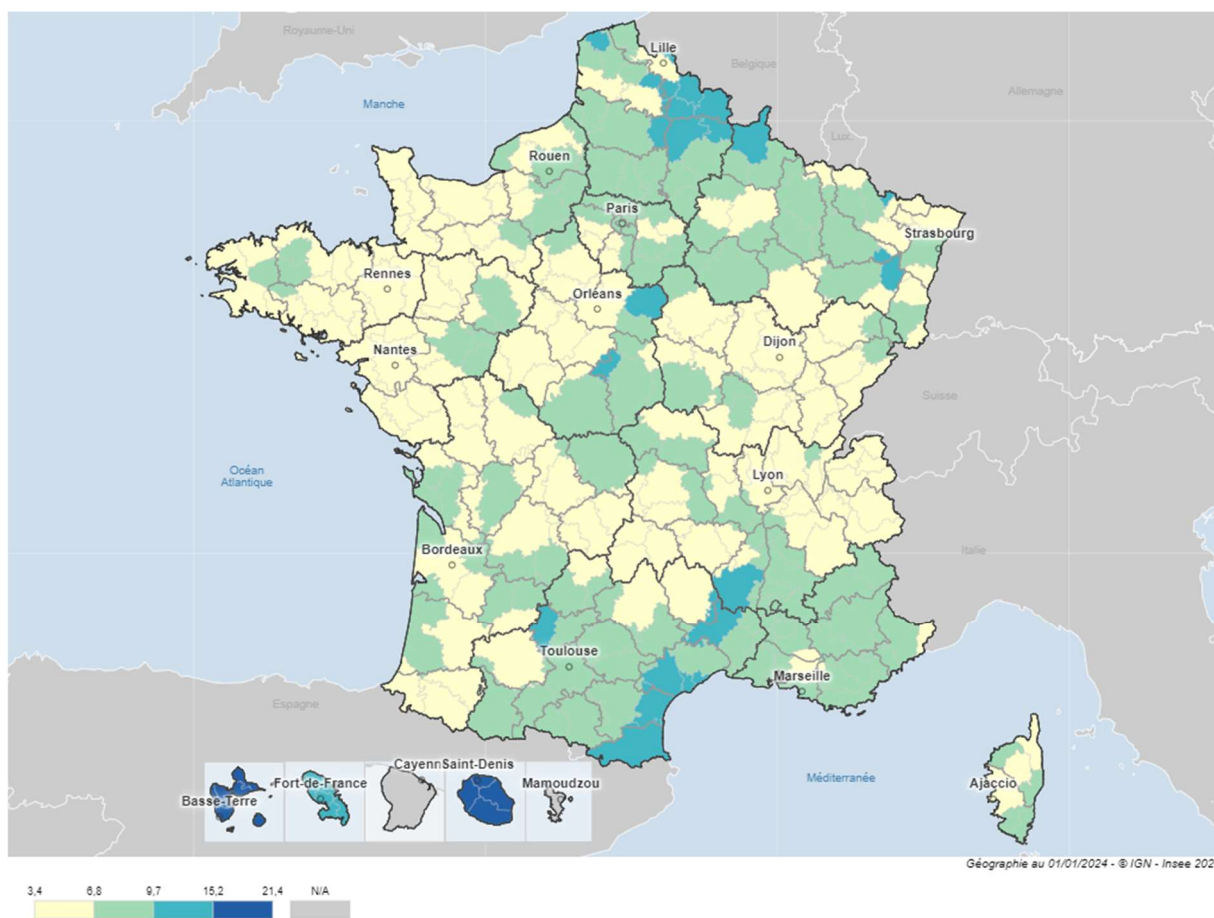 Royaume-Uni
Lille
Belgique
Allemagne
Manche
Lux.
Rouen
Paris
Strasbourg
Rennes
Orléans
Dijon
Nantes
Suisse
Océan
Atlantique
Lyon
Bordeaux
Italie
Toulouse
Marseille
Espagne
Méditerranée
Ajaccio
Basse-Terre
Fort-de-France
Cayenn
Saint-Denis
Mamoudzou
Géographie au 01/01/2024 - © IGN - Insee 202
3,4 6,8 9,7 15,2 21,4 N/A